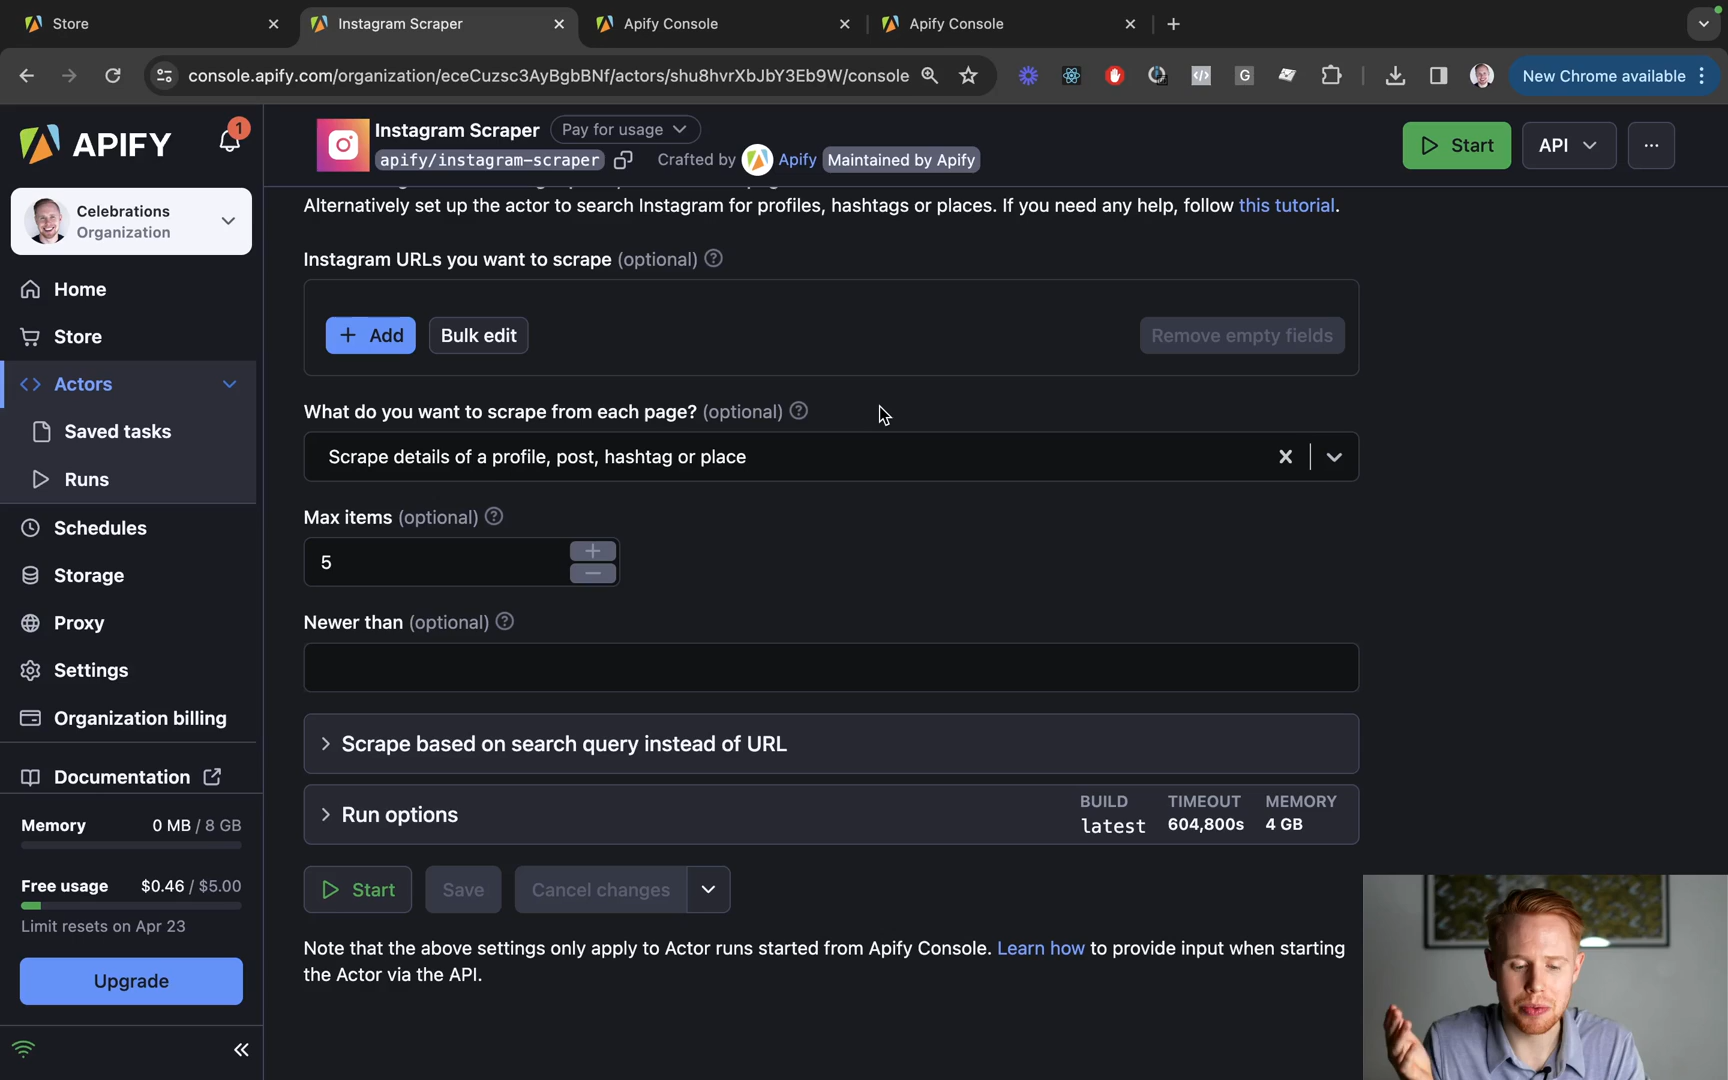 Store
Instagram Scraper
Apify Console
Apify Console
console.apify.com/organization/eceCuzsc3AyBgbBNf/actors/shu8hvrXbJbY3Eb9W/console
G
New Chrome available
APIFY
1
Celebrations
Organization
Home
Store
Actors
Saved tasks
Runs
Schedules
Storage
Proxy
Settings
Organization billing
Documentation
Memory 0 MB / 8 GB
Free usage $0.46 / $5.00
Limit resets on Apr 23
Upgrade
Instagram Scraper Pay for usage
apify/instagram-scraper Crafted by Apify Maintained by Apify
Start API ...
Alternatively set up the actor to search Instagram for profiles, hashtags or places. If you need any help, follow this tutorial.
Instagram URLs you want to scrape (optional) ?
+ Add Bulk edit Remove empty fields
What do you want to scrape from each page? (optional) ?
Scrape details of a profile, post, hashtag or place
Max items (optional) ?
5
Newer than (optional) ?
Scrape based on search query instead of URL
Run options
BUILD TIMEOUT MEMORY
latest 604,800s 4 GB
Start Save Cancel changes
Note that the above settings only apply to Actor runs started from Apify Console. Learn how to provide input when starting
the Actor via the API.